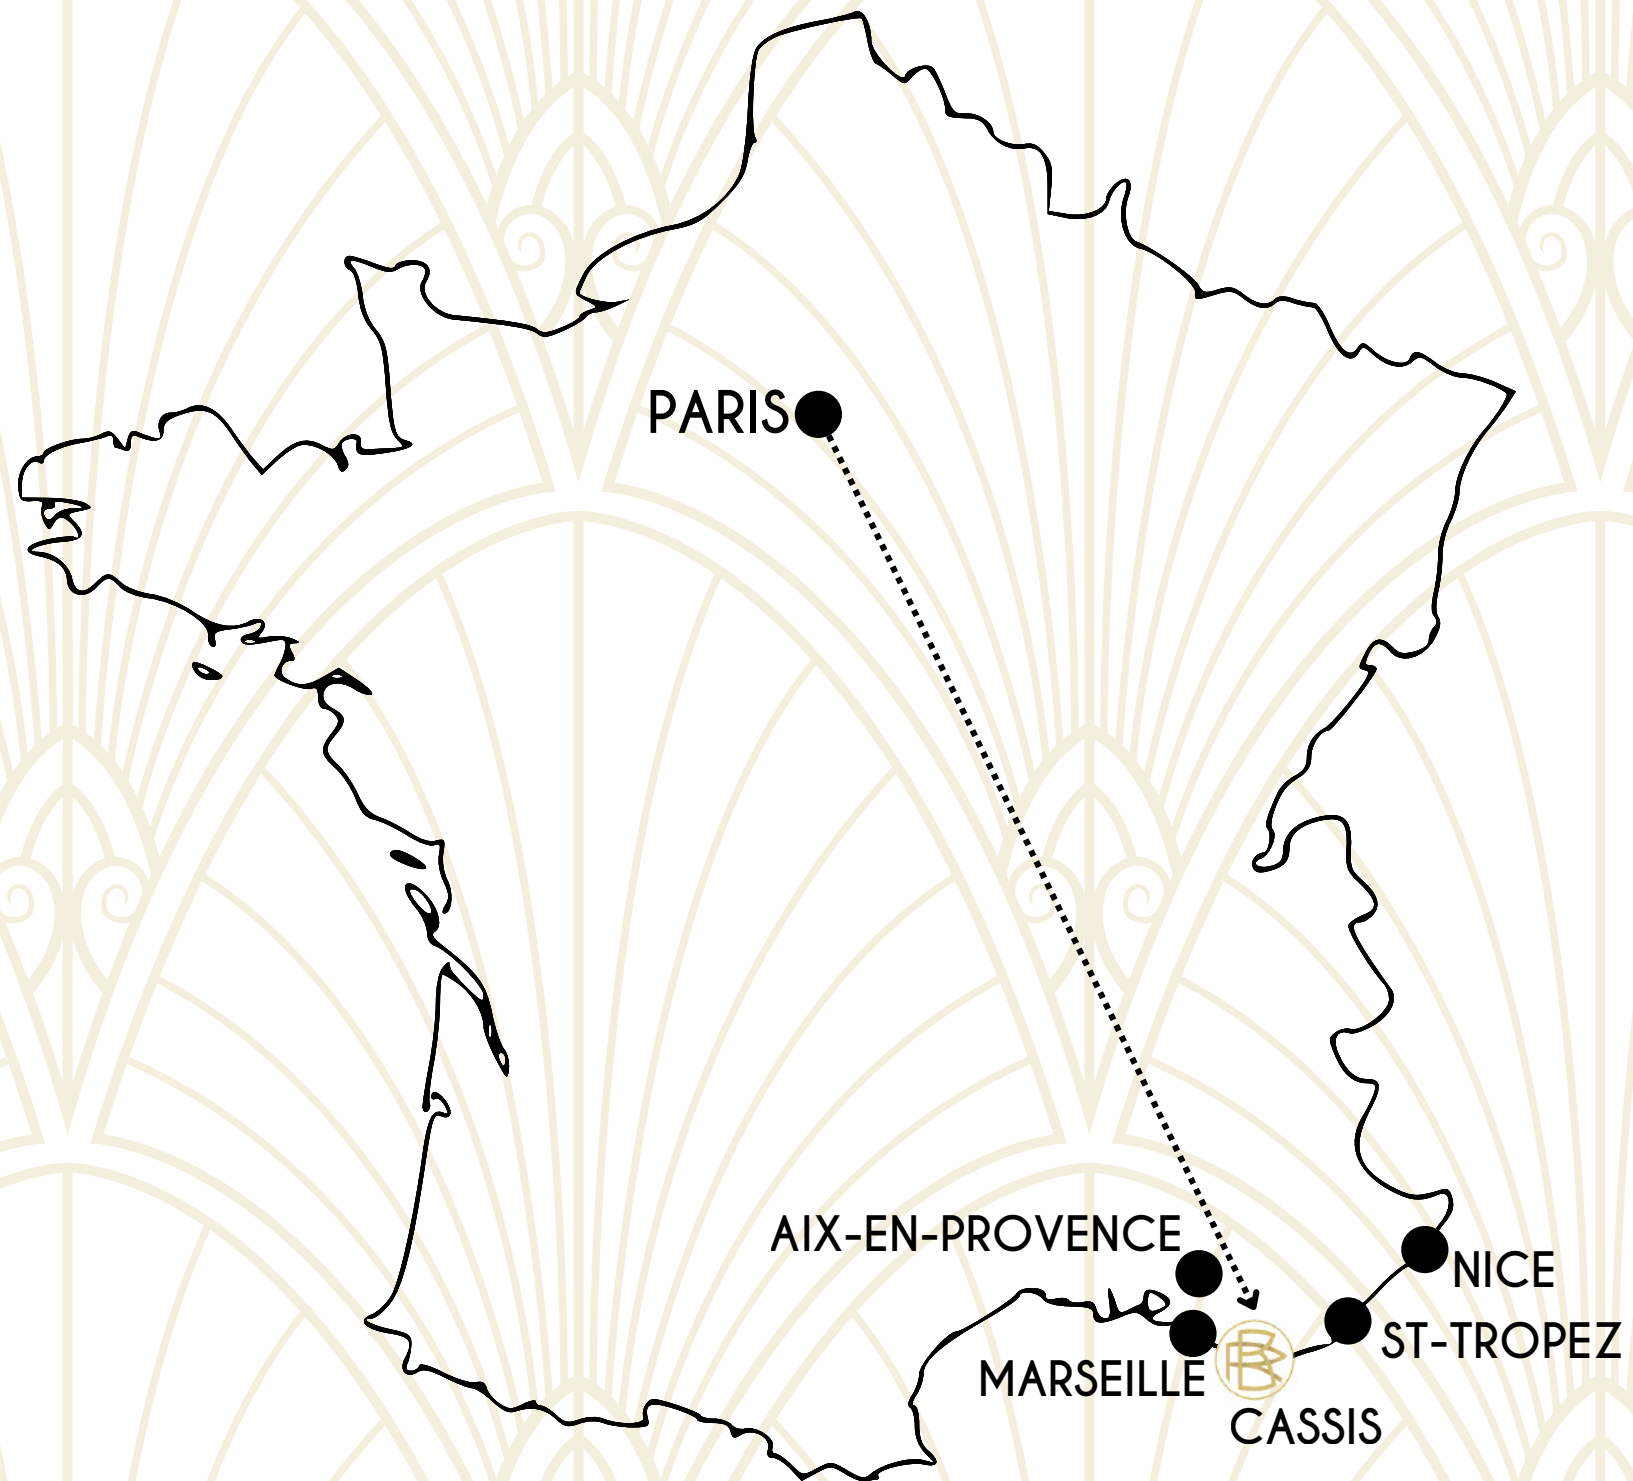 PARIS
AIX-EN-PROVENCE
NICE
ST-TROPEZ
MARSEILLE
CASSIS